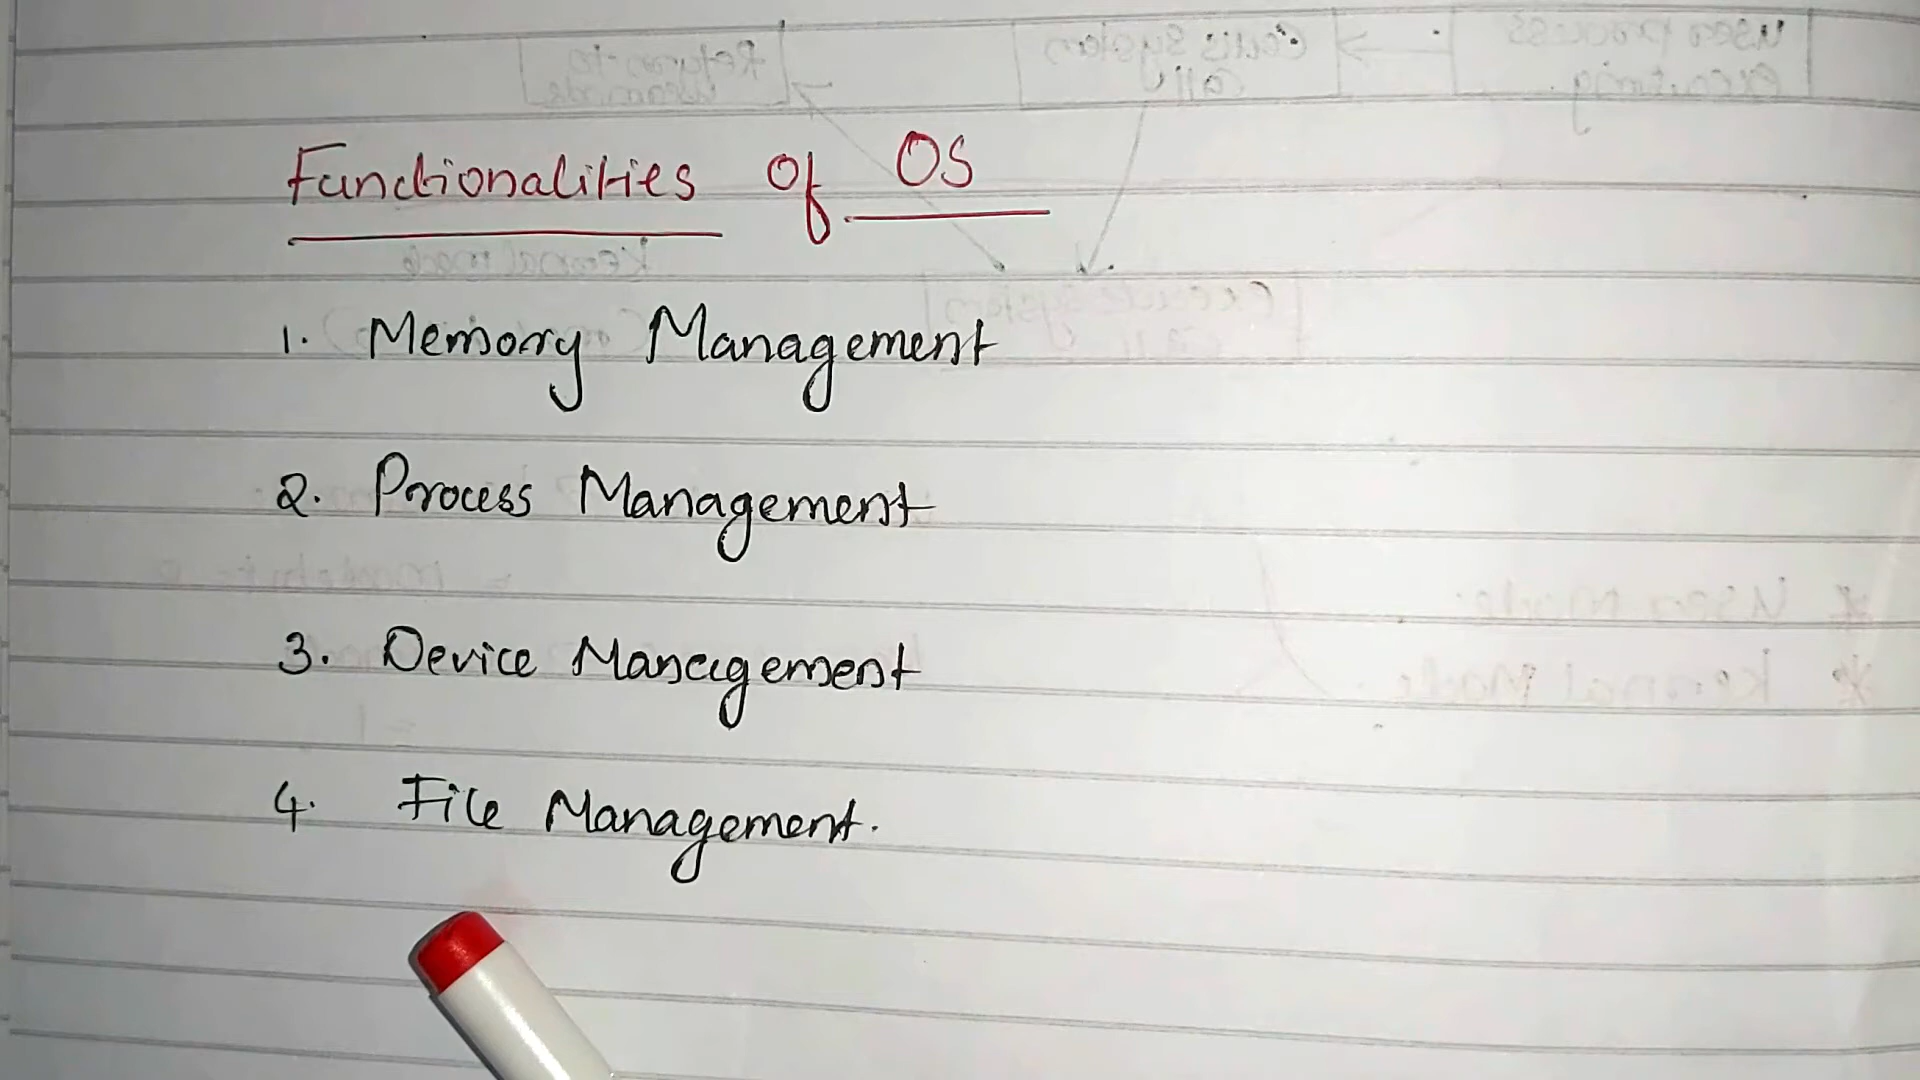 Functionalities of OS
1. Memory Management
2. Process Management
3. Device Management
4. File Management.